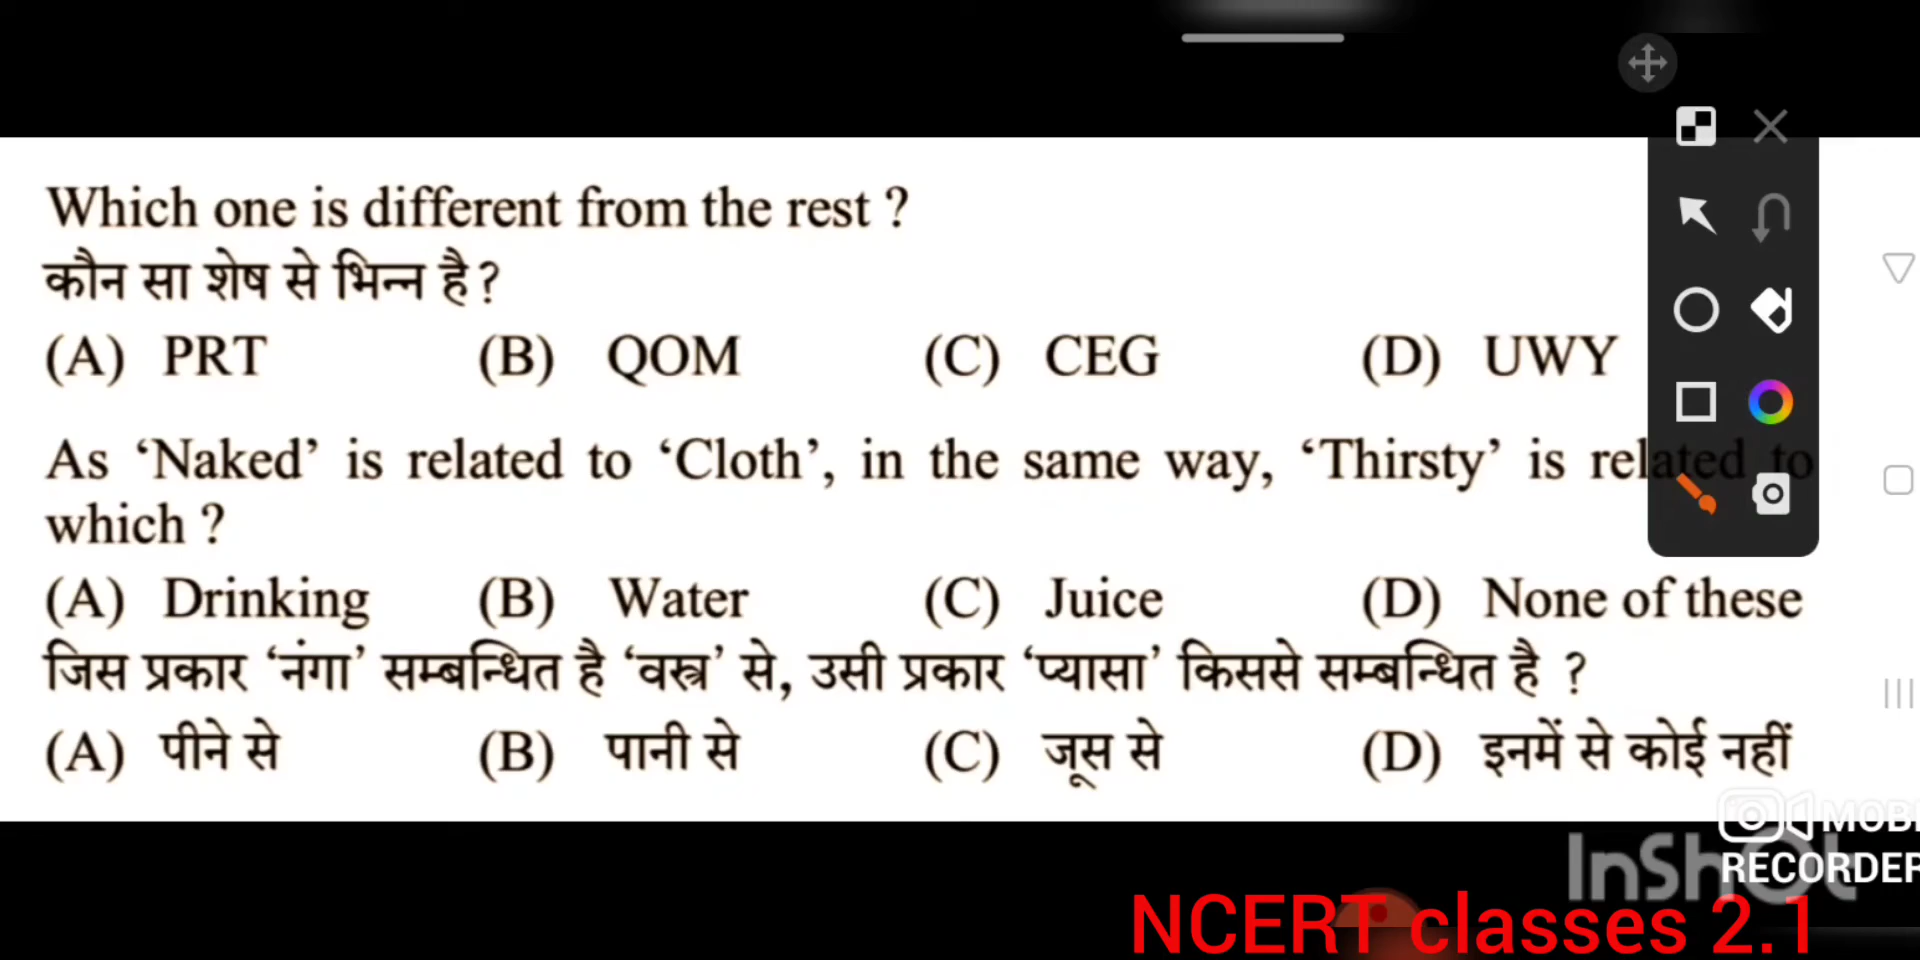 Which one is different from the rest ?
कौन सा शेष से भिन्न है ?
(A) PRT (B) QOM (C) CEG (D) UWY
As ‘Naked’ is related to ‘Cloth’, in the same way, ‘Thirsty’ is related to
which ?
(A) Drinking (B) Water (C) Juice (D) None of these
जिस प्रकार ‘नंगा’ सम्बन्धित है ‘वस्त्र’ से, उसी प्रकार ‘प्यासा’ किससे सम्बन्धित है ?
(A) पीने से (B) पानी से (C) जूस से (D) इनमें से कोई नहीं
InShot
RECORDER
NCERT classes 2.1